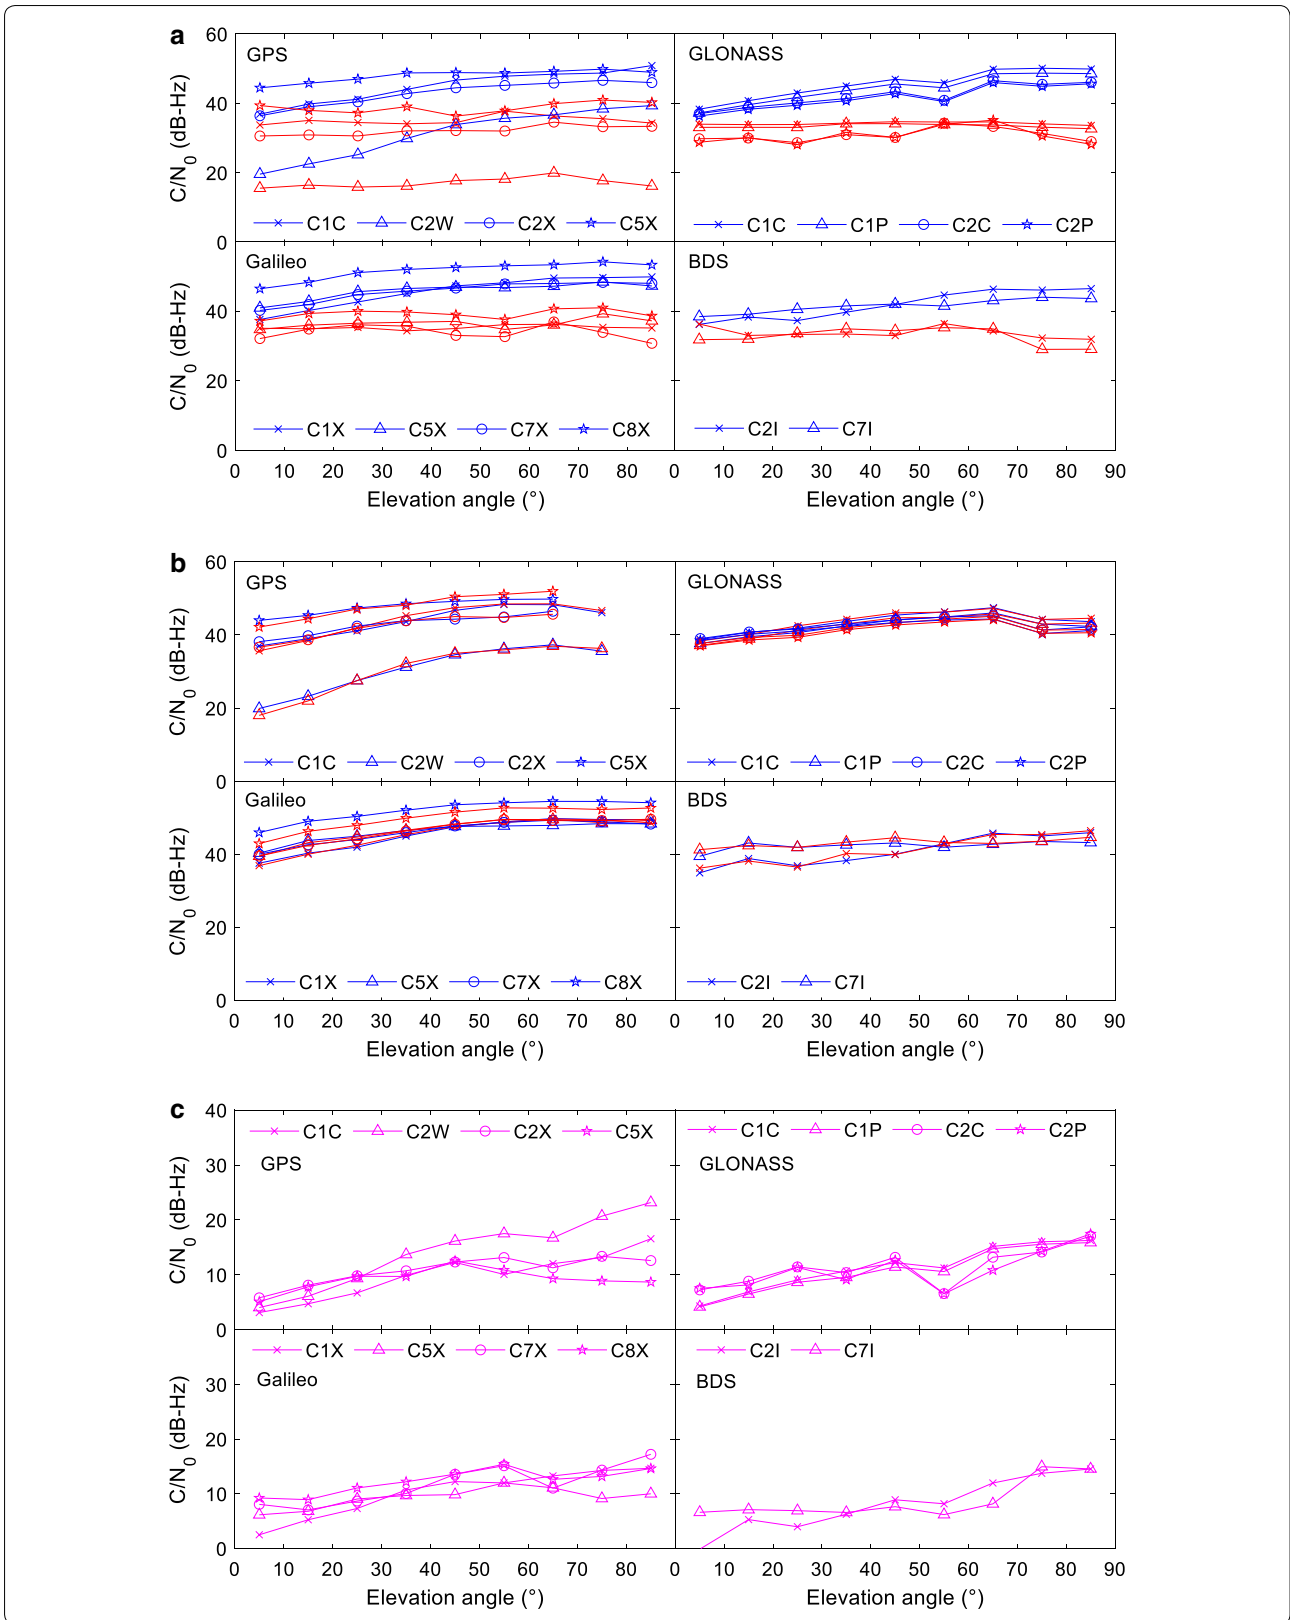 a
GPS
GLONASS
60
40
20
0
C/N0 (dB-Hz)
C1C C2W C2X C5X
C1C C1P C2C C2P
Galileo
BDS
40
20
0
C/N0 (dB-Hz)
C1X C5X C7X C8X
C2I C7I
0 10 20 30 40 50 60 70 80
0 10 20 30 40 50 60 70 80 90
Elevation angle (°)
Elevation angle (°)
b
GPS
GLONASS
60
40
20
0
C/N0 (dB-Hz)
C1C C2W C2X C5X
C1C C1P C2C C2P
Galileo
BDS
40
20
0
C/N0 (dB-Hz)
C1X C5X C7X C8X
C2I C7I
0 10 20 30 40 50 60 70 80
0 10 20 30 40 50 60 70 80 90
Elevation angle (°)
Elevation angle (°)
c
40
30
20
10
0
C/N0 (dB-Hz)
C1C C2W C2X C5X
C1C C1P C2C C2P
GPS
GLONASS
C1X C5X C7X C8X
C2I C7I
Galileo
BDS
30
20
10
0
C/N0 (dB-Hz)
0 10 20 30 40 50 60 70 80
0 10 20 30 40 50 60 70 80 90
Elevation angle (°)
Elevation angle (°)